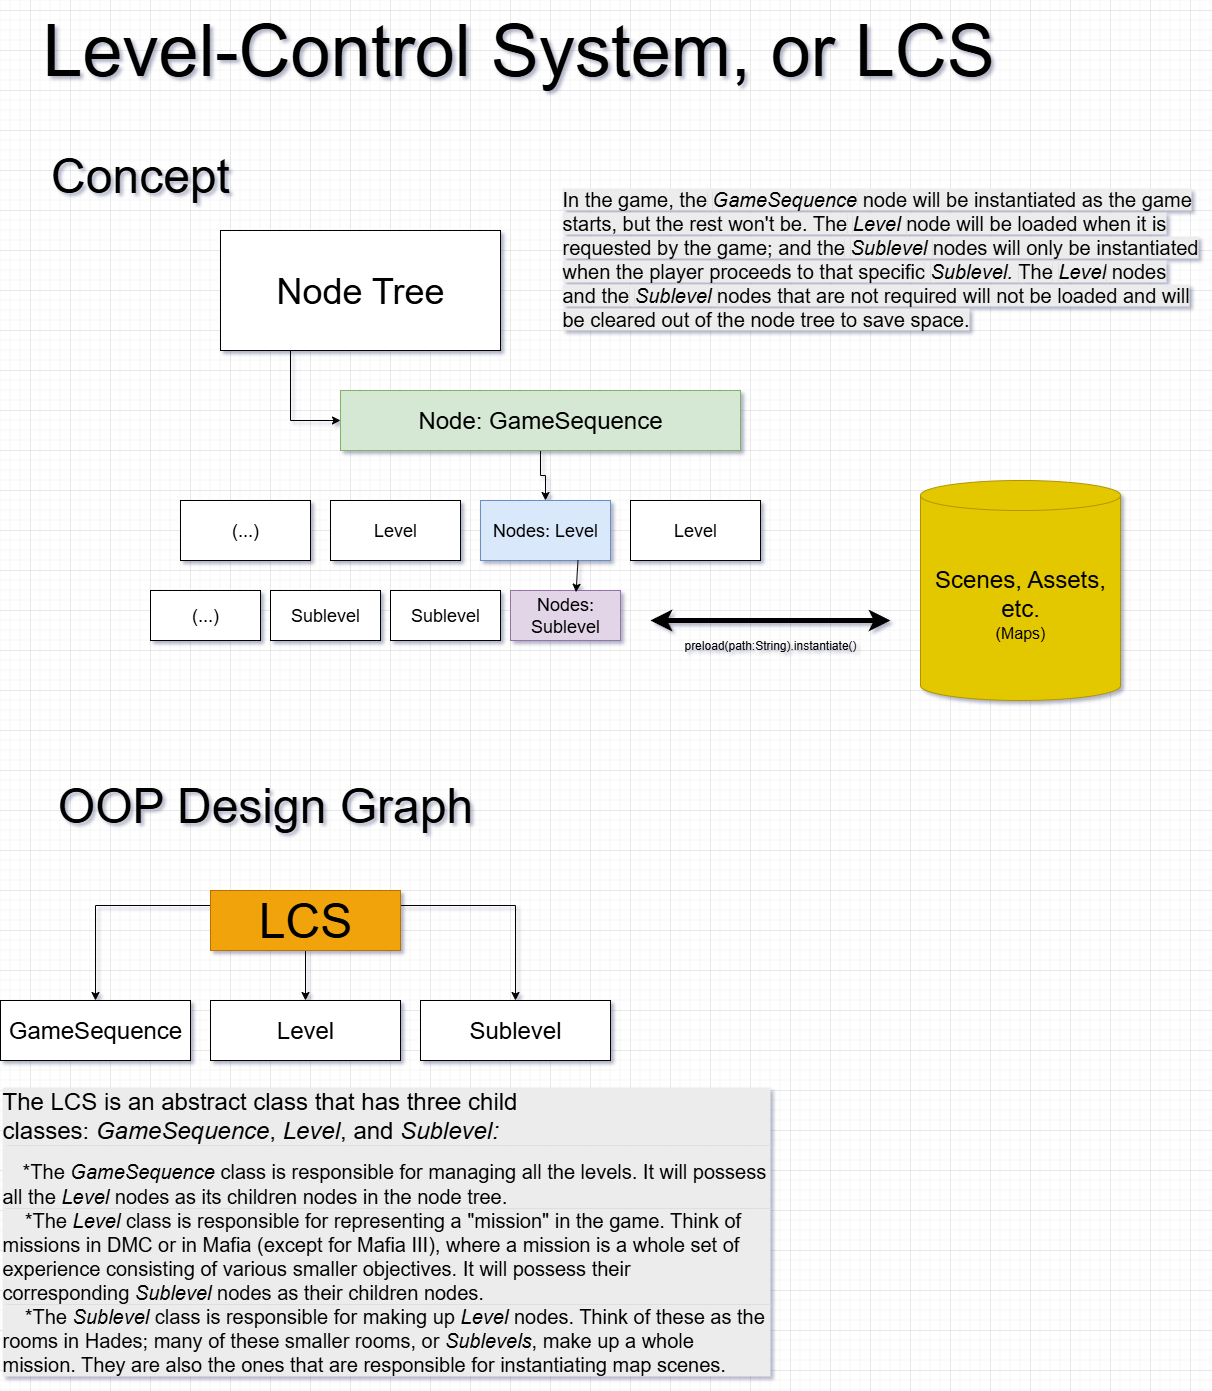 Level-Control System, or LCS
Concept
In the game, the GameSequence node will be instantiated as the game
starts, but the rest won't be. The Level node will be loaded when it is
requested by the game; and the Sublevel nodes will only be instantiated
when the player proceeds to that specific Sublevel. The Level nodes
and the Sublevel nodes that are not required will not be loaded and will
be cleared out of the node tree to save space.
Node Tree
Node: GameSequence
(...)
Level
Nodes: Level
Level
(...)
Sublevel
Sublevel
Nodes:
Sublevel
preload(path:String).instantiate()
Scenes, Assets,
etc.
(Maps)
OOP Design Graph
LCS
GameSequence
Level
Sublevel
The LCS is an abstract class that has three child
classes: GameSequence, Level, and Sublevel:
*The GameSequence class is responsible for managing all the levels. It will possess
all the Level nodes as its children nodes in the node tree.
*The Level class is responsible for representing a "mission" in the game. Think of
missions in DMC or in Mafia (except for Mafia III), where a mission is a whole set of
experience consisting of various smaller objectives. It will possess their
corresponding Sublevel nodes as their children nodes.
*The Sublevel class is responsible for making up Level nodes. Think of these as the
rooms in Hades; many of these smaller rooms, or Sublevels, make up a whole
mission. They are also the ones that are responsible for instantiating map scenes.